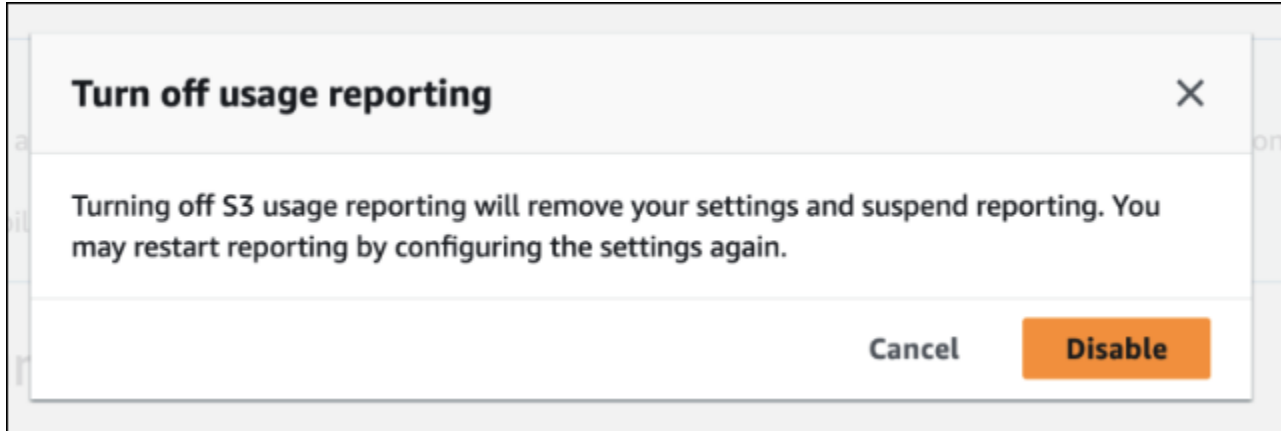 Turn off usage reporting
Turning off S3 usage reporting will remove your settings and suspend reporting. You
may restart reporting by configuring the settings again.
Cancel
Disable